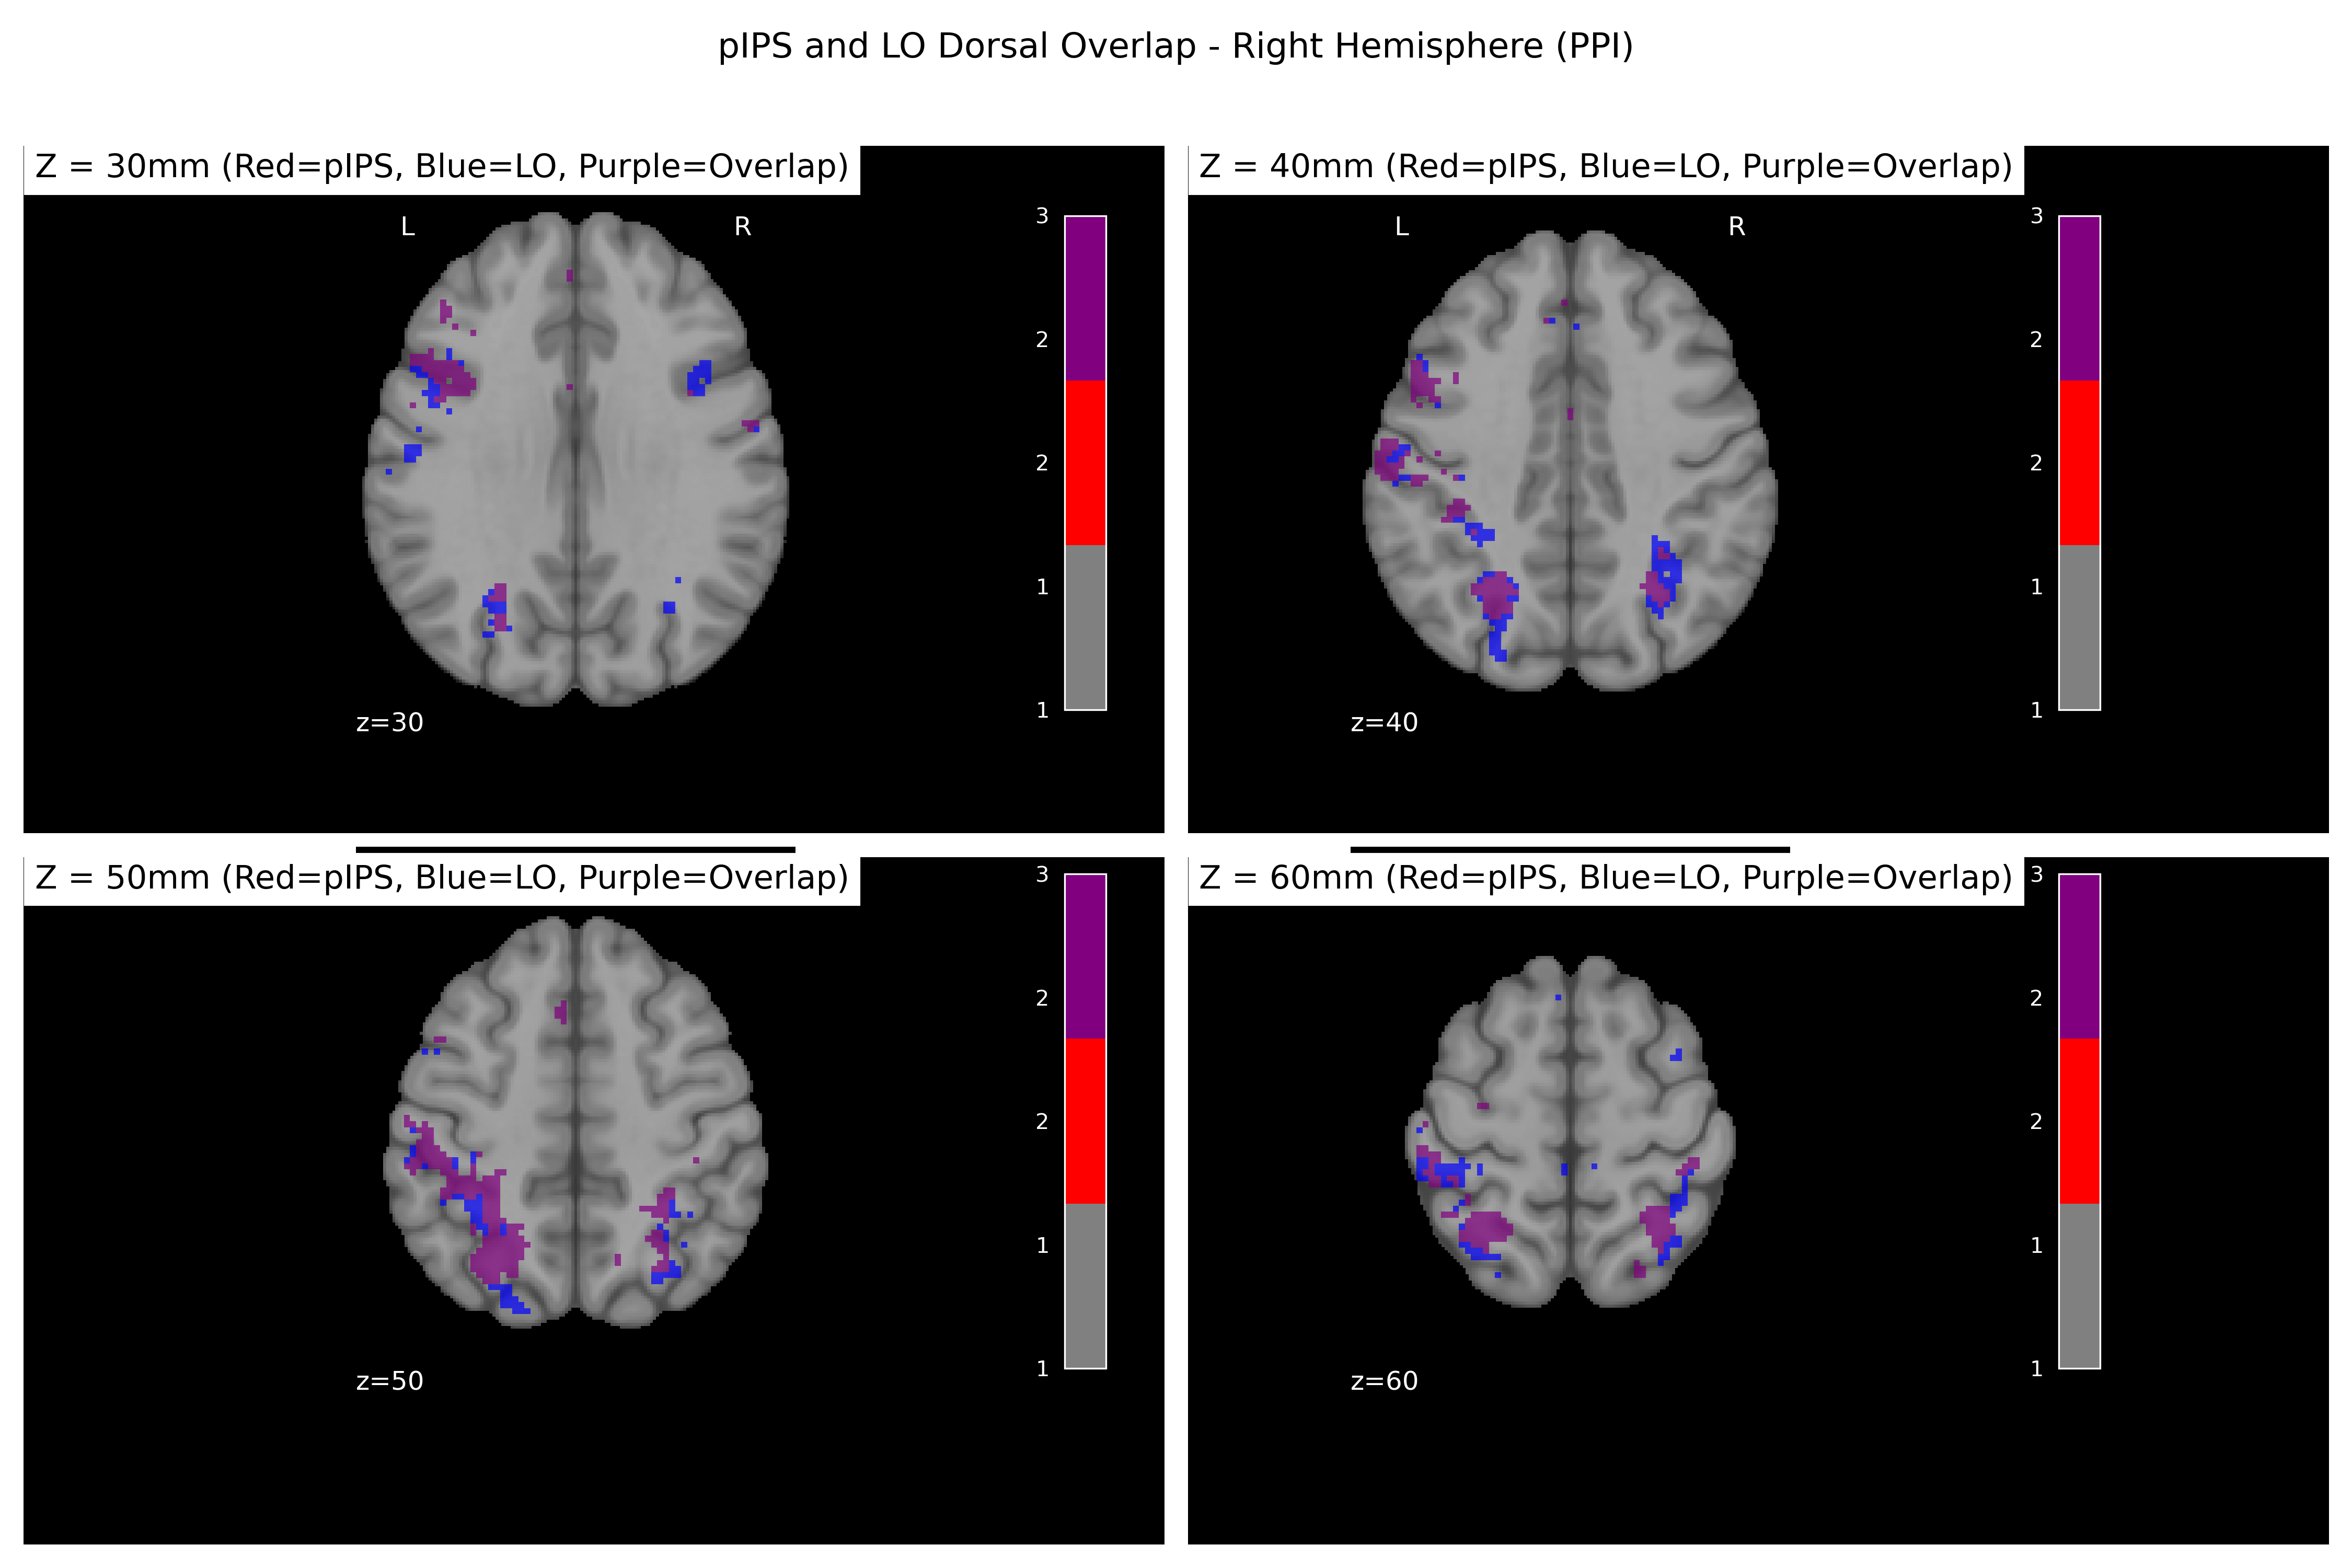 pIPS and LO Dorsal Overlap - Right Hemisphere (PPI)
Z = 30mm (Red=pIPS, Blue=LO, Purple=Overlap)
L
R
3
2
2
1
1
z=30
Z = 40mm (Red=pIPS, Blue=LO, Purple=Overlap)
L
R
3
2
2
1
1
z=40
Z = 50mm (Red=pIPS, Blue=LO, Purple=Overlap)
3
2
2
1
1
z=50
Z = 60mm (Red=pIPS, Blue=LO, Purple=Overlap)
3
2
2
1
1
z=60